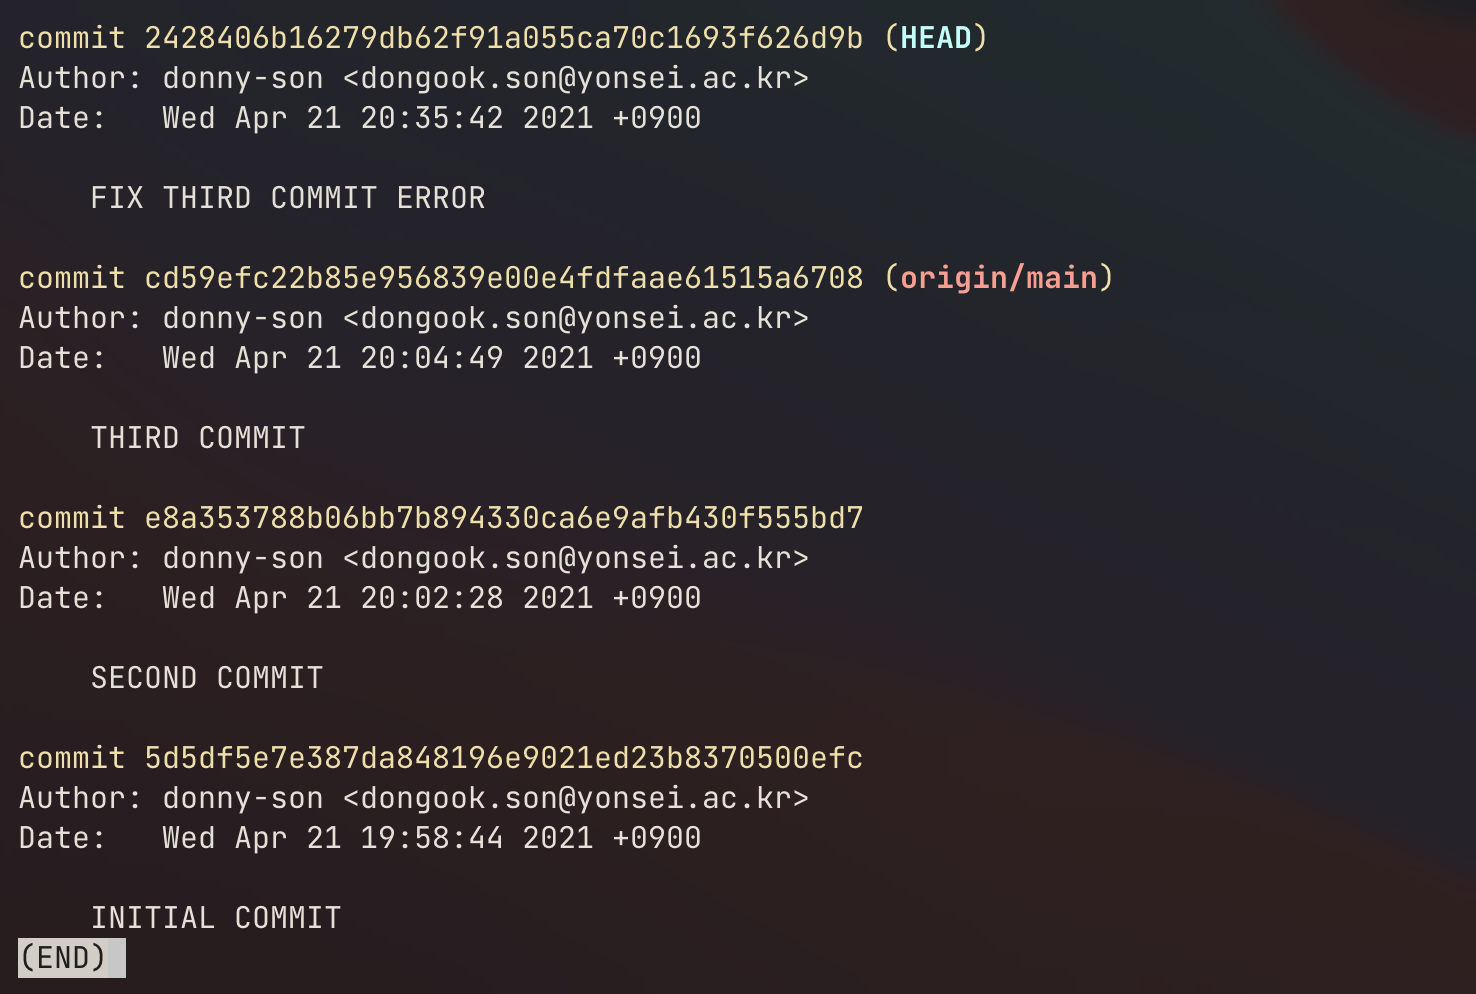 commit 2428406b16279db62f91a055ca70c1693f626d9b (HEAD)
Author: donny-son <dongook.son@yonsei.ac.kr>
Date:   Wed Apr 21 20:35:42 2021 +0900
FIX THIRD COMMIT ERROR
commit cd59efc22b85e956839e00e4fdfaae61515a6708 (origin/main)
Author: donny-son <dongook.son@yonsei.ac.kr>
Date:   Wed Apr 21 20:04:49 2021 +0900
THIRD COMMIT
commit e8a353788b06bb7b894330ca6e9afb430f555bd7
Author: donny-son <dongook.son@yonsei.ac.kr>
Date:   Wed Apr 21 20:02:28 2021 +0900
SECOND COMMIT
commit 5d5df5e7e387da848196e9021ed23b8370500efc
Author: donny-son <dongook.son@yonsei.ac.kr>
Date:   Wed Apr 21 19:58:44 2021 +0900
INITIAL COMMIT
(END)